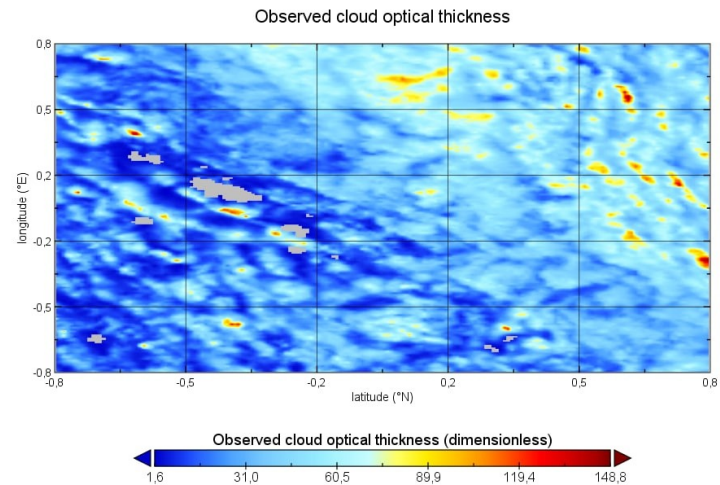 Observed cloud optical thickness
0,8
0,5
0,2
-0,2
-0,5
-0,8
longitude (°E)
-0,8 -0,5 -0,2 0,2 0,5 0,8
latitude (°N)
Observed cloud optical thickness (dimensionless)
1,6 31,0 60,5 89,9 119,4 148,8